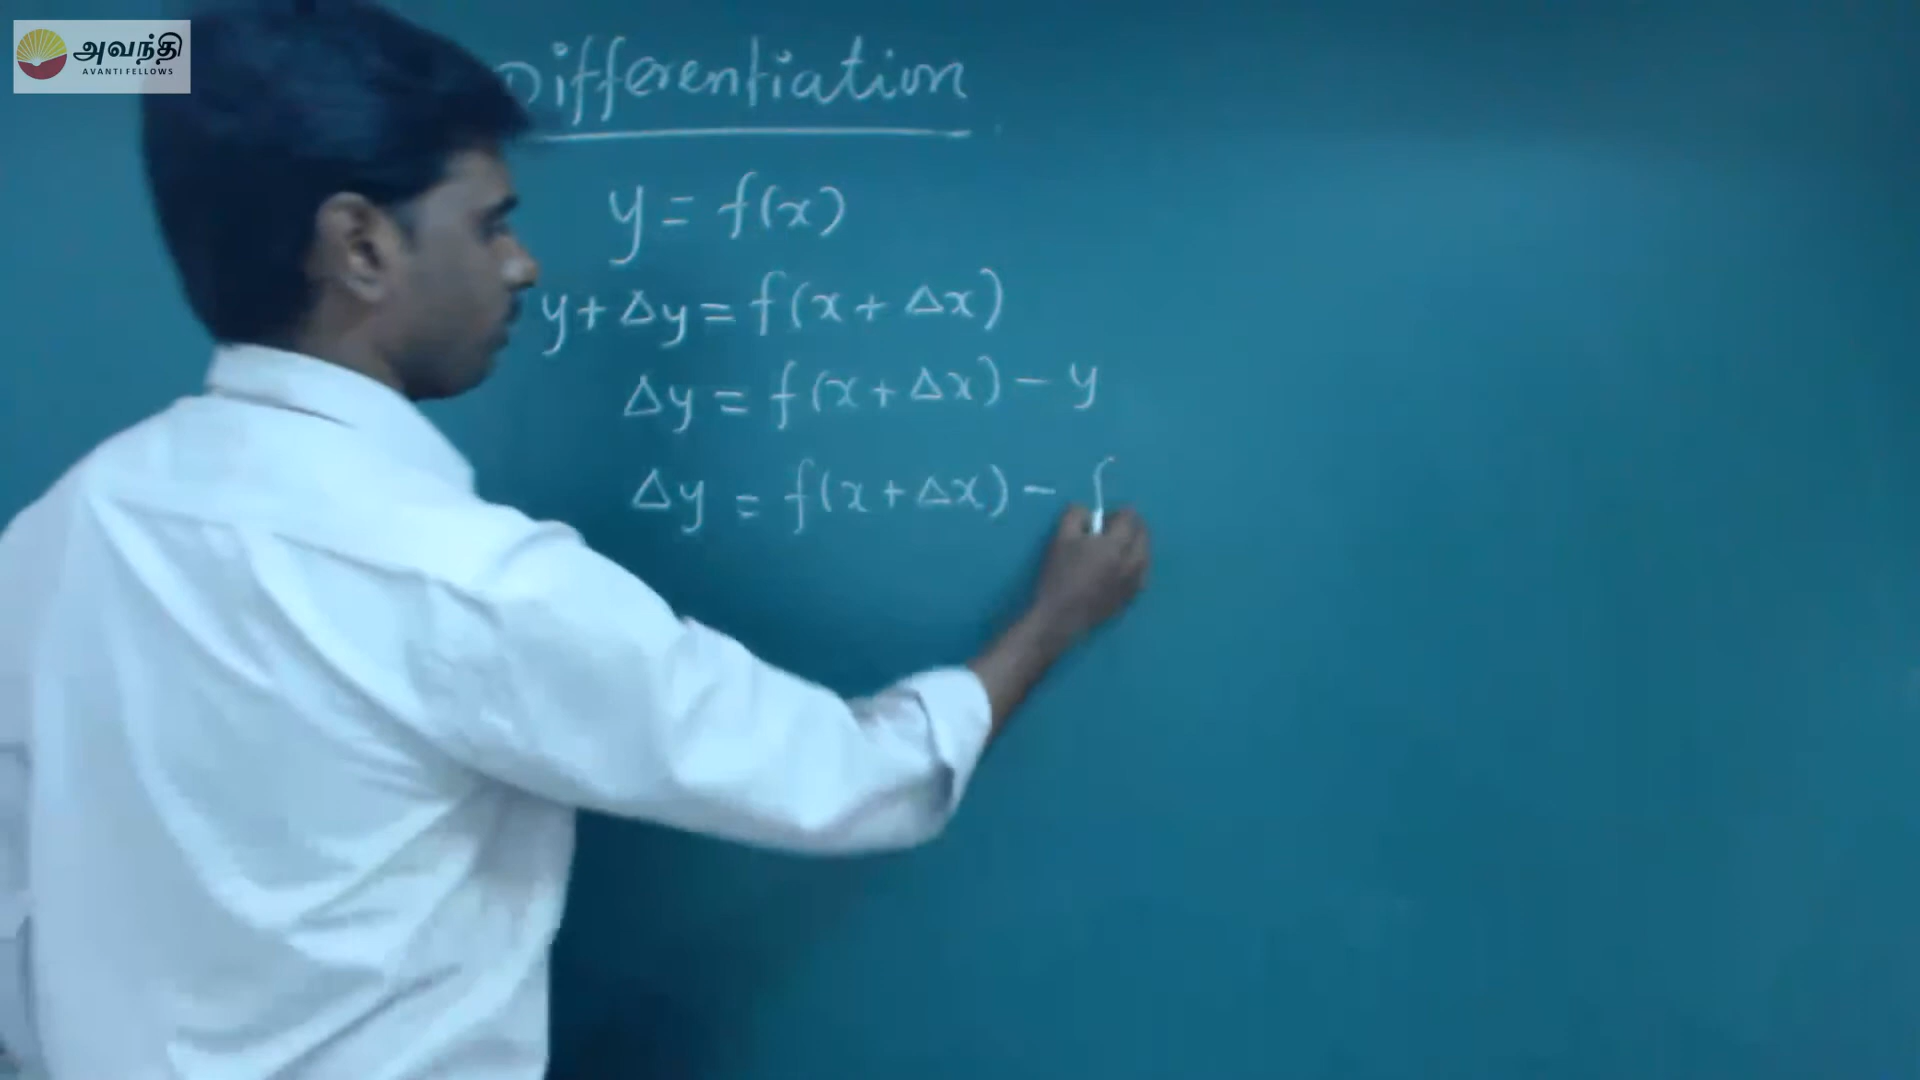 அவந்தி
AVANTI FELLOWS
Differentiation
y = f(x)
y + Δy = f(x + Δx)
Δy = f(x + Δx) - y
Δy = f(x + Δx) - f